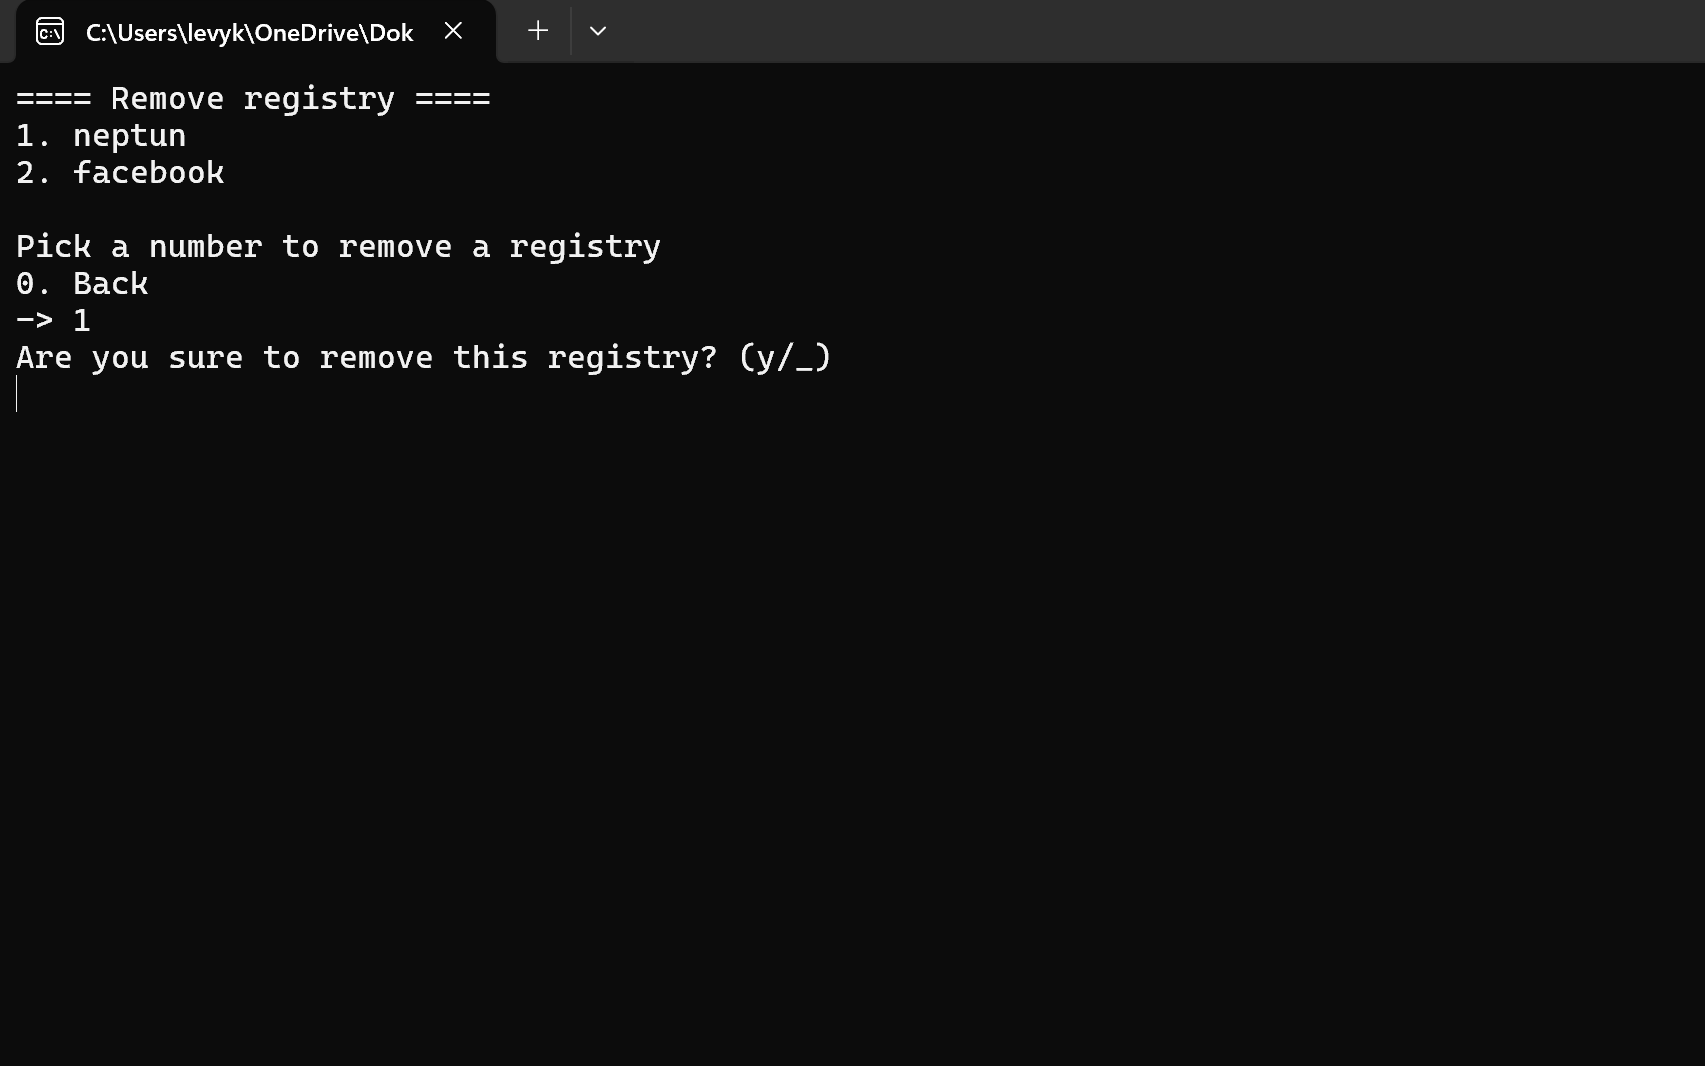 C:\Users\levyk\OneDrive\Dok
==== Remove registry ====
1. neptun
2. facebook
Pick a number to remove a registry
0. Back
-> 1
Are you sure to remove this registry? (y/_)